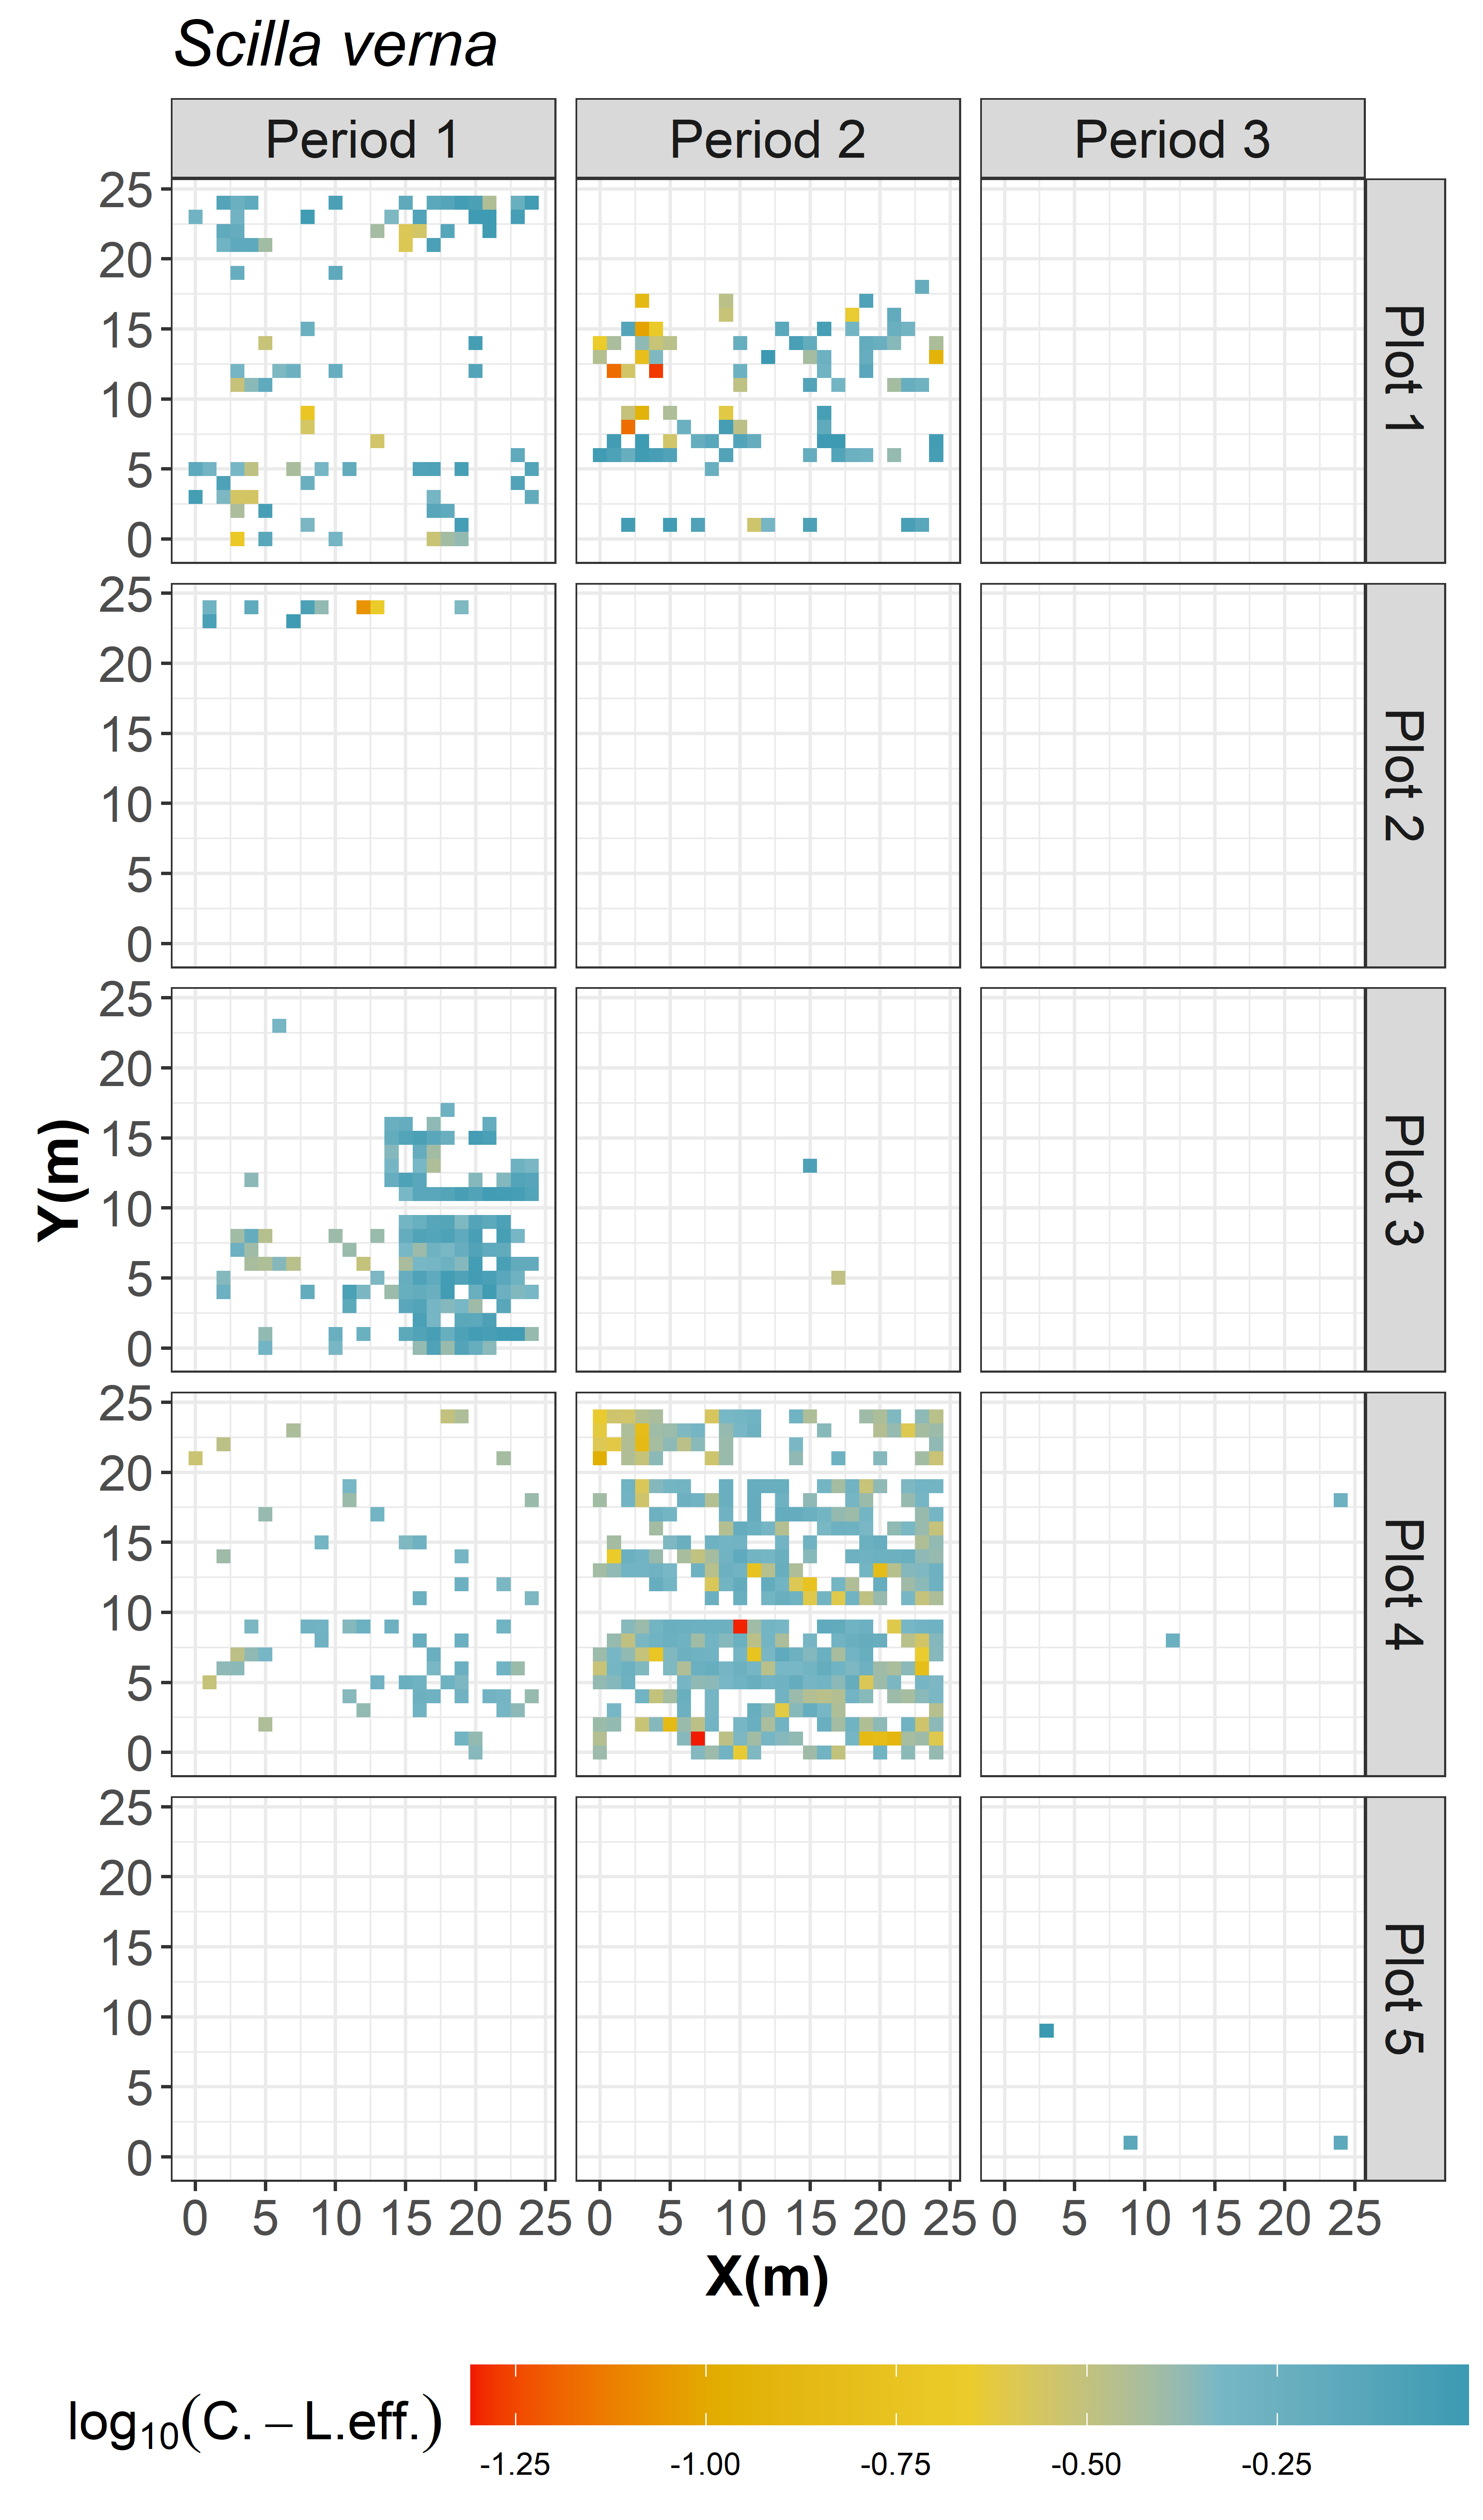 Scilla verna
Period 1 Period 2 Period 3
25
20
15
10
5
0
Plot 1
25
20
15
10
5
0
Plot 2
25
20
15
10
5
0
Plot 3
25
20
15
10
5
0
Plot 4
25
20
15
10
5
0
Plot 5
Y(m)
0 5 10 15 20 25 0 5 10 15 20 25 0 5 10 15 20 25
X(m)
log10(C. − L.eff.)
-1.25 -1.00 -0.75 -0.50 -0.25